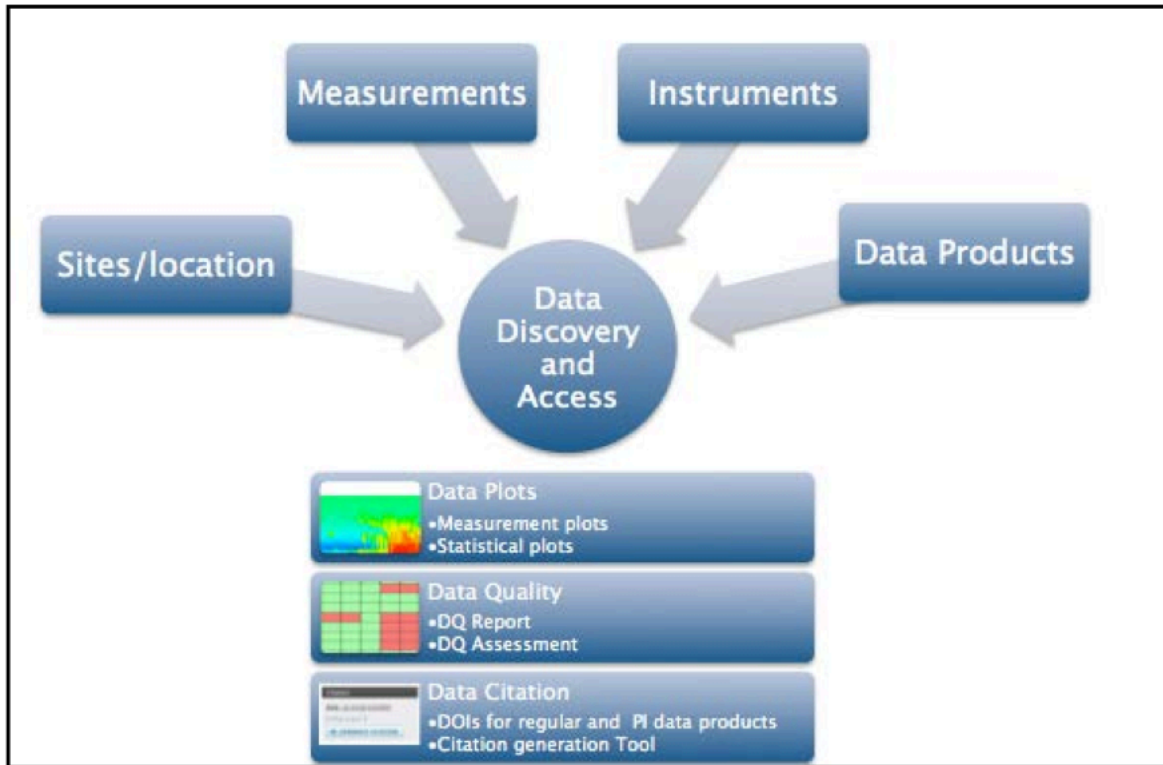 Measurements
Instruments
Sites/location
Data Products
Data
Discovery
and
Access
Data Plots
•Measurement plots
•Statistical plots
Data Quality
•DQ Report
•DQ Assessment
Data Citation
•DOIs for regular and PI data products
•Citation generation Tool